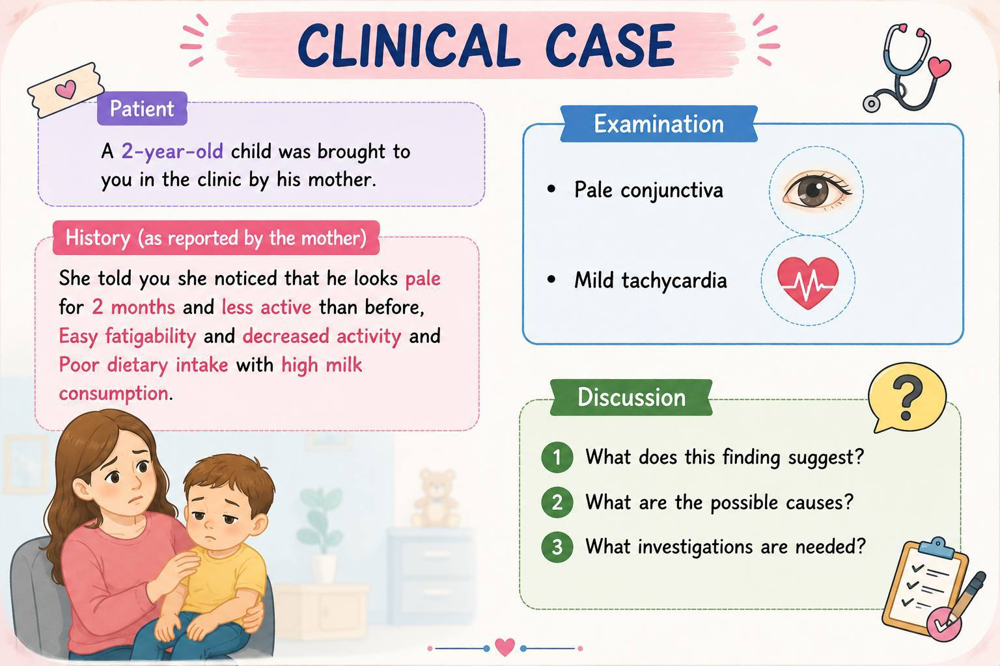 CLINICAL CASE
Patient
A 2-year-old child was brought to
you in the clinic by his mother.
History (as reported by the mother)
She told you she noticed that he looks pale
for 2 months and less active than before,
Easy fatigability and decreased activity and
Poor dietary intake with high milk
consumption.
Examination
• Pale conjunctiva
• Mild tachycardia
Discussion
?
1 What does this finding suggest?
2 What are the possible causes?
3 What investigations are needed?